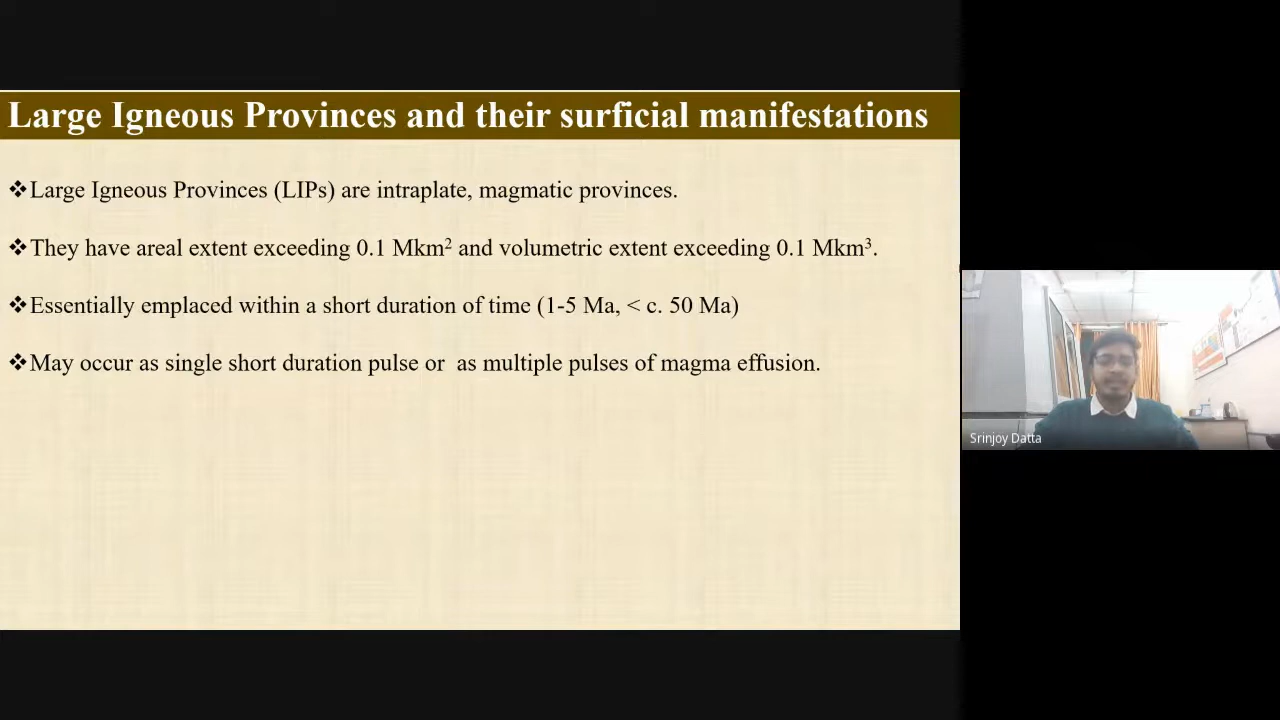 Large Igneous Provinces and their surficial manifestations
❖Large Igneous Provinces (LIPs) are intraplate, magmatic provinces.
❖They have areal extent exceeding 0.1 Mkm² and volumetric extent exceeding 0.1 Mkm³.
❖Essentially emplaced within a short duration of time (1-5 Ma, < c. 50 Ma)
❖May occur as single short duration pulse or  as multiple pulses of magma effusion.
Srinjoy Datta